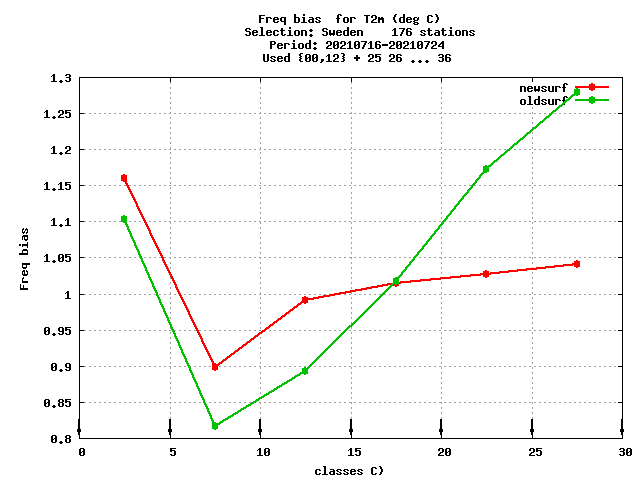 Freq bias  for T2m (deg C)
Selection: Sweden    176 stations
Period: 20210716-20210724
Used {00,12} + 25 26 ... 36
newsurf
oldsurf
1.3
1.25
1.2
1.15
1.1
1.05
1
0.95
0.9
0.85
0.8
Freq bias
0 5 10 15 20 25 30
classes C)